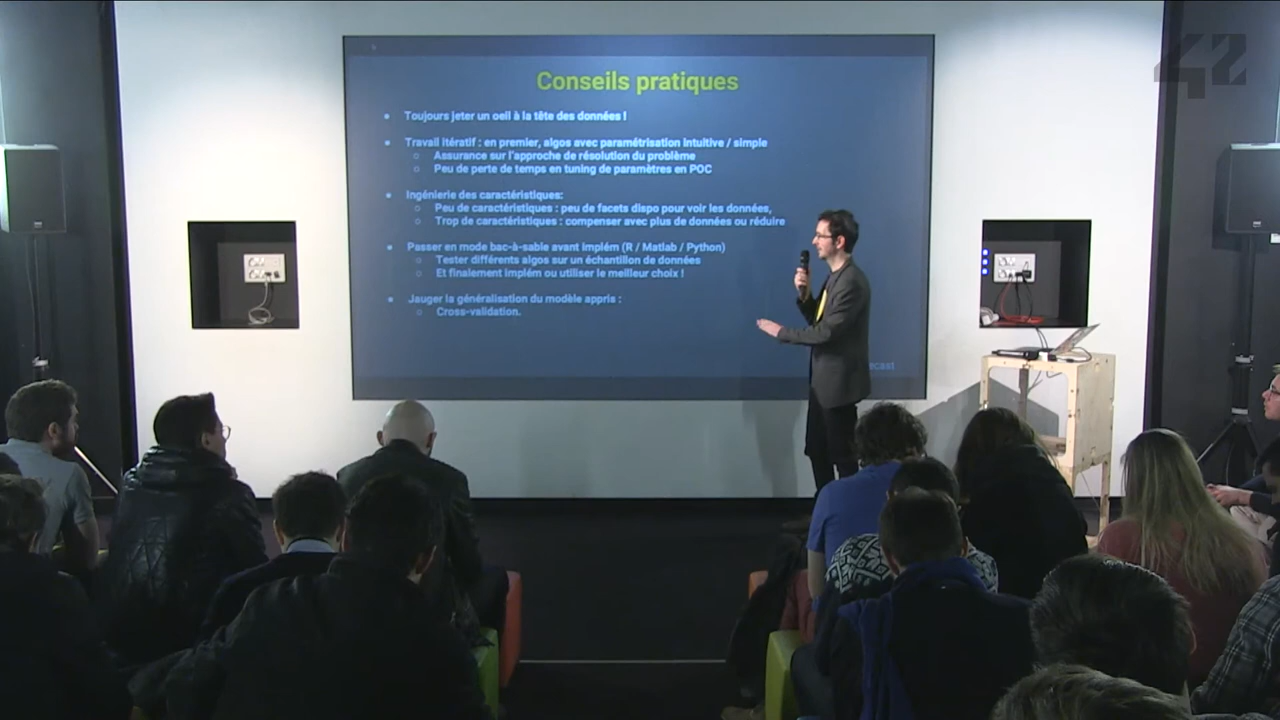 42
Conseils pratiques
● Toujours jeter un oeil à la tête des données !
● Travail itératif : en premier, algos avec paramétrisation intuitive / simple
○ Assurance sur l'approche de résolution du problème
○ Peu de perte de temps en tuning de paramètres en POC
● Ingénierie des caractéristiques:
○ Peu de caractéristiques : peu de facets dispo pour voir les données,
○ Trop de caractéristiques : compenser avec plus de données ou réduire
● Passer en mode bac-à-sable avant implém (R / Matlab / Python)
○ Tester différents algos sur un échantillon de données
○ Et finalement implém ou utiliser le meilleur choix !
● Jauger la généralisation du modèle appris :
○ Cross-validation.
ecast